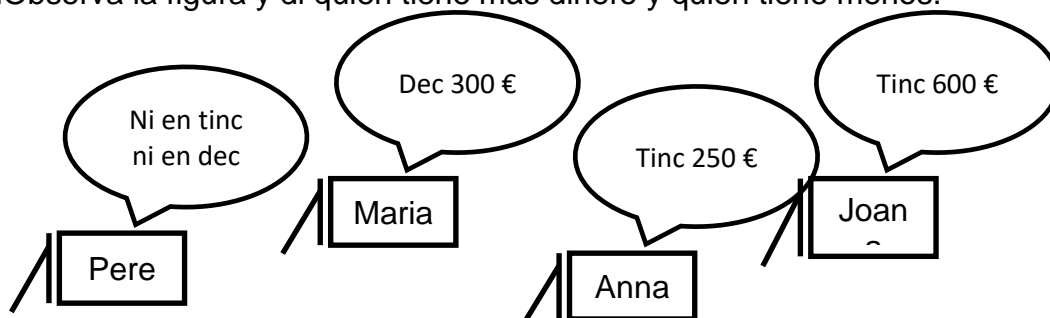 Observa la figura y di quién tiene más dinero y quién tiene menos.
Ni en tinc
ni en dec
Dec 300 €
Tinc 250 €
Tinc 600 €
Pere
Maria
Anna
Joan